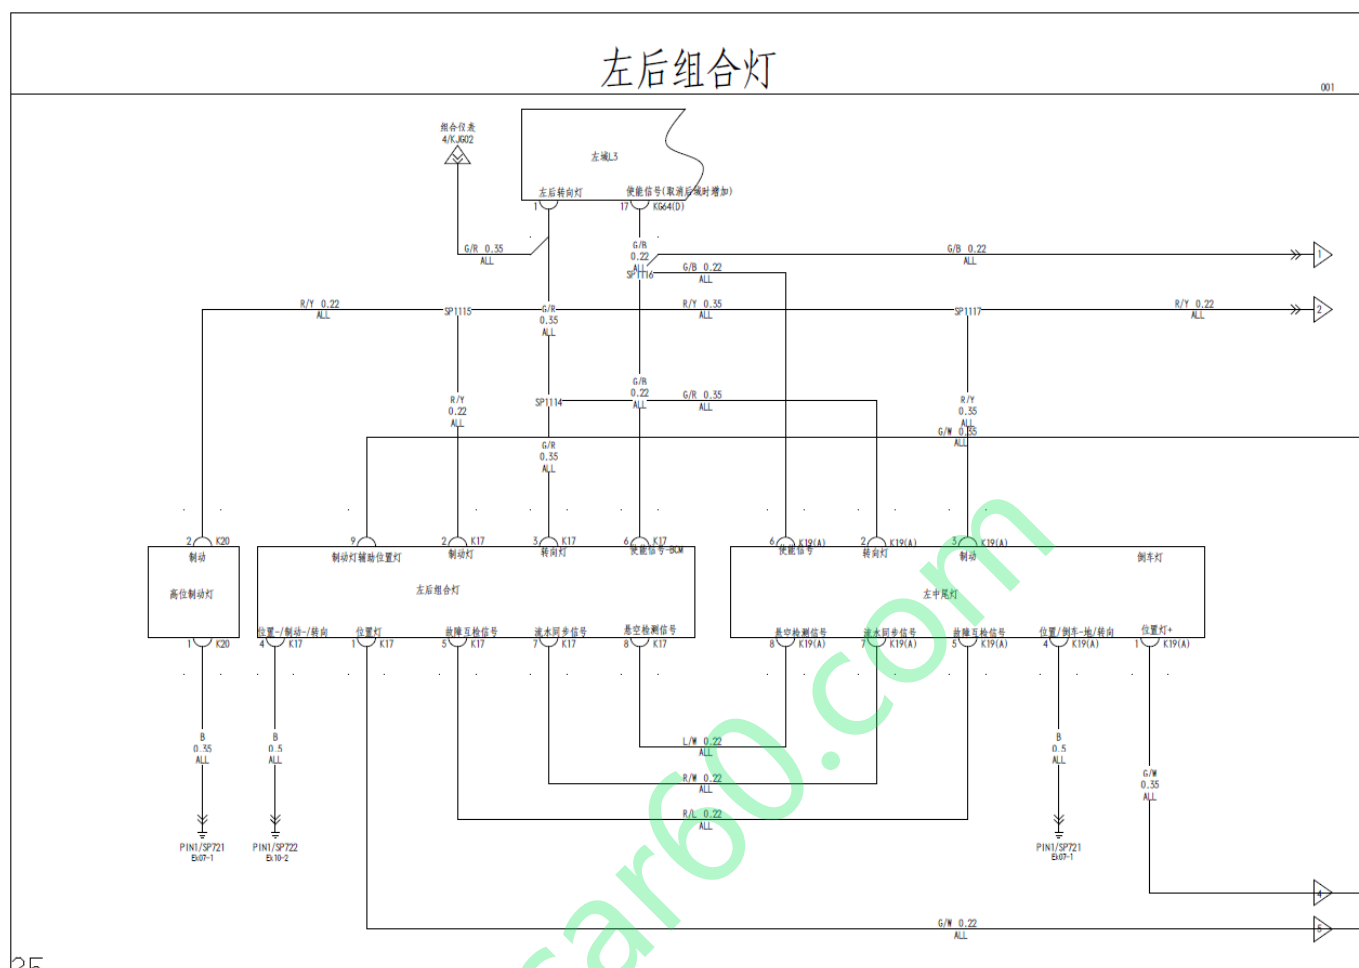 左后组合灯
001
组合仪表
4/KJG02
左域L3
左后转向灯
使能信号(取消后域时增加)
1
17
KG64(D)
G/R 0.35
ALL
G/B
0.22
ALL
SP1116
G/B 0.22
ALL
G/B 0.22
ALL
1
R/Y 0.22
ALL
SP1115
G/R
0.35
ALL
R/Y 0.35
ALL
SP1117
R/Y 0.22
ALL
2
R/Y
0.22
ALL
SP1114
G/B
0.22
ALL
G/R 0.35
ALL
R/Y
0.35
ALL
G/W 0.35
G/R
0.35
ALL
2 K20
9
2 K17
3 K17
6 K17
6 K19(A)
2 K19(A)
3 K19(A)
制动
制动灯辅助位置灯
制动灯
转向灯
使能信号-BCM
使能信号
转向灯
制动
倒车灯
高位制动灯
左后组合灯
左中尾灯
位置-/制动-/转向
位置灯
故障互检信号
流水同步信号
悬空检测信号
悬空检测信号
流水同步信号
故障互检信号
位置/倒车-地/转向
位置灯+
1 K20
4 K17
1 K17
5 K17
7 K17
8 K17
8 K19(A)
7 K19(A)
5 K19(A)
4 K19(A)
1 K19(A)
B
0.35
ALL
B
0.5
ALL
L/W 0.22
ALL
R/W 0.22
ALL
R/L 0.22
ALL
B
0.5
ALL
G/W
0.35
ALL
PIN1/SP721
EK07-1
PIN1/SP722
EK10-2
PIN1/SP721
EK07-1
4
G/W 0.22
ALL
5
ar60.com